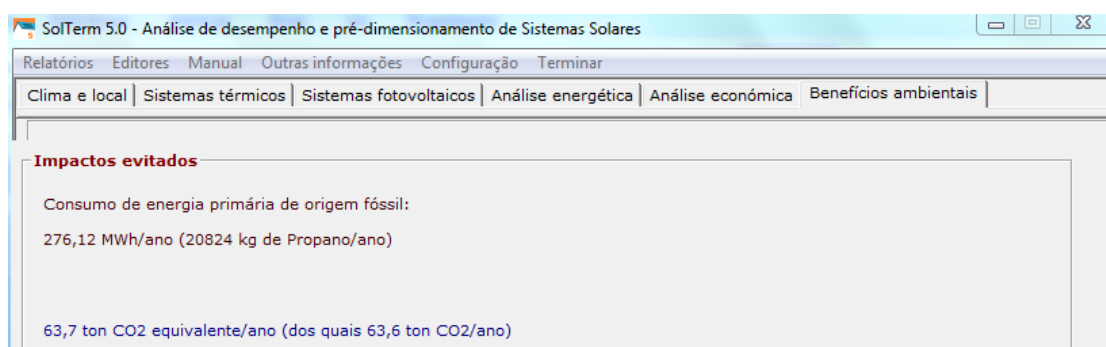 SolTerm 5.0 - Análise de desempenho e pré-dimensionamento de Sistemas Solares
Relatórios Editores Manual Outras informações Configuração Terminar
Clima e local Sistemas térmicos Sistemas fotovoltaicos Análise energética Análise económica Benefícios ambientais
Impactos evitados
Consumo de energia primária de origem fóssil:
276,12 MWh/ano (20824 kg de Propano/ano)
63,7 ton CO2 equivalente/ano (dos quais 63,6 ton CO2/ano)